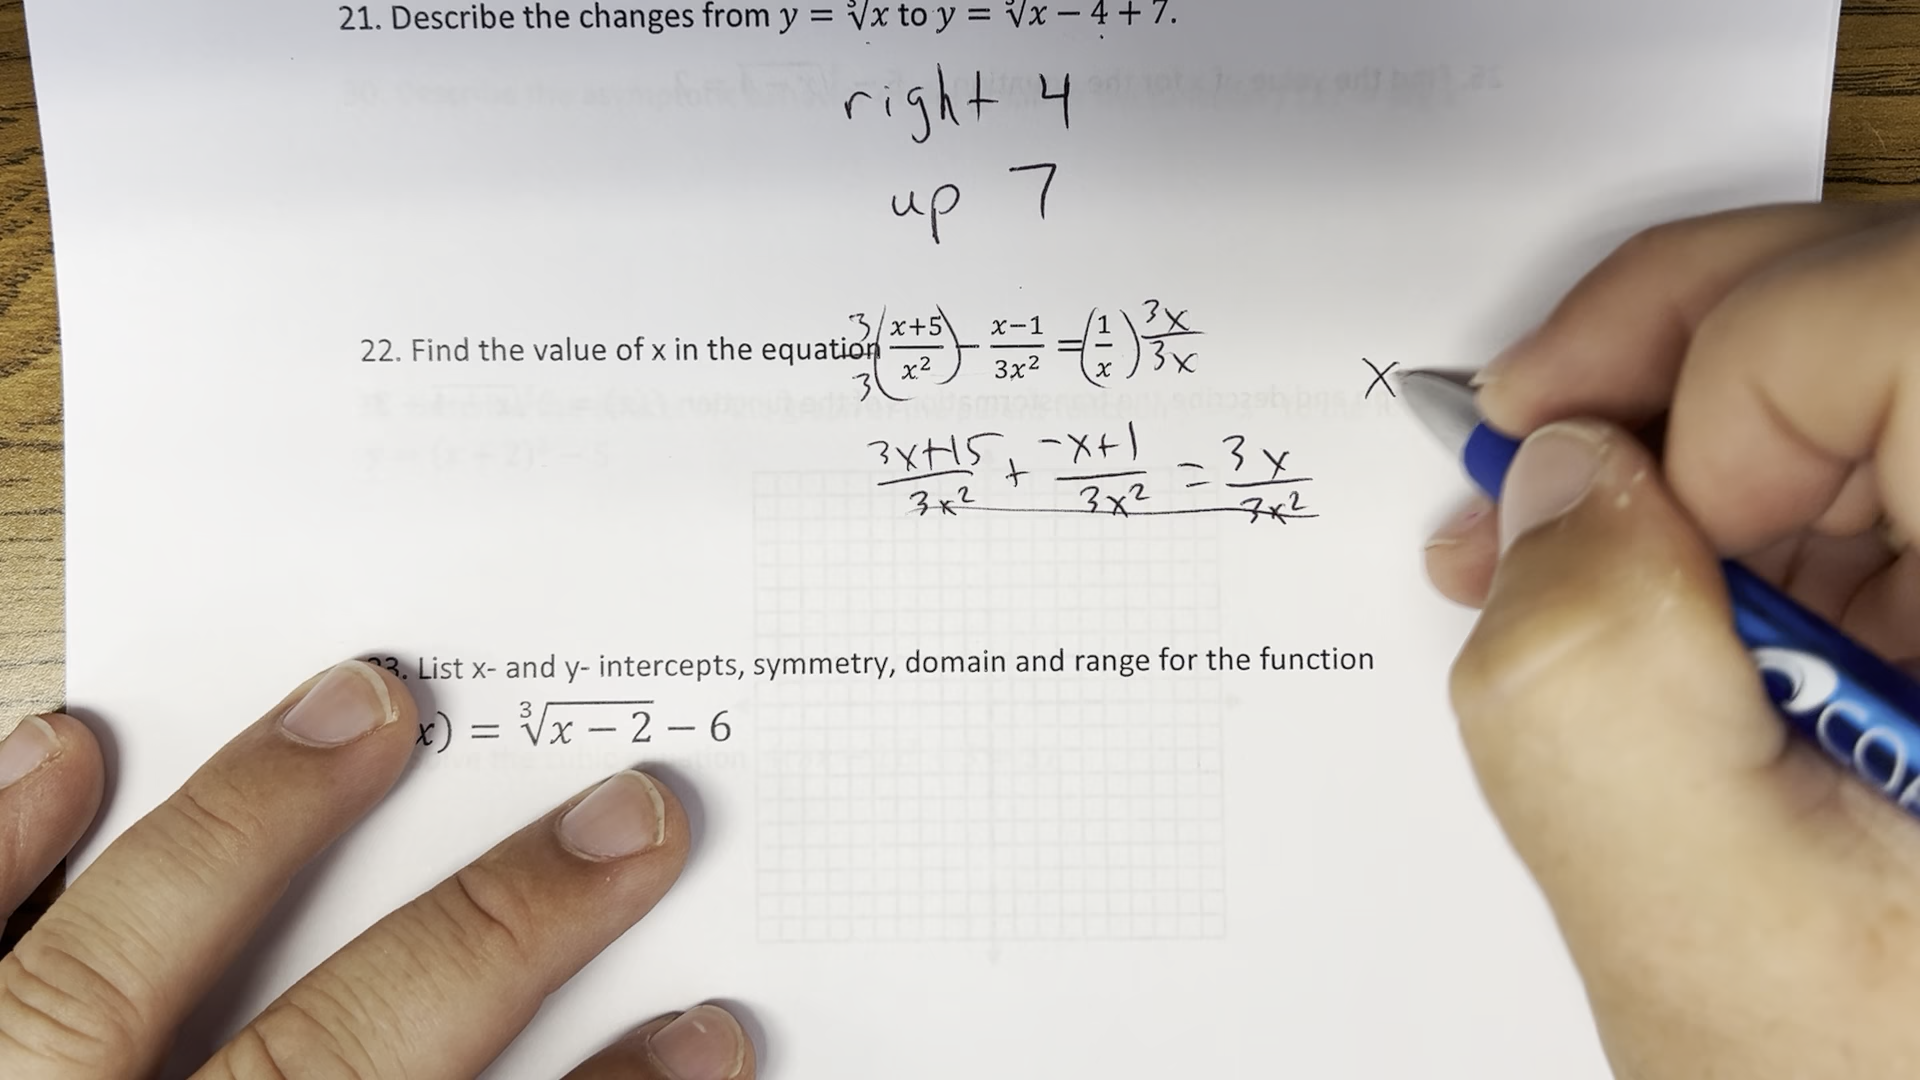 21. Describe the changes from y = ∛x to y = ∛x − 4 + 7.
right 4
up 7
22. Find the value of x in the equation 3/3 (x+5/x²) − x−1/3x² = (1/x) 3x/3x
x
3x+15/3x² + -x+1/3x² = 3x/3x²
3. List x- and y- intercepts, symmetry, domain and range for the function
x) = ∛x − 2 − 6